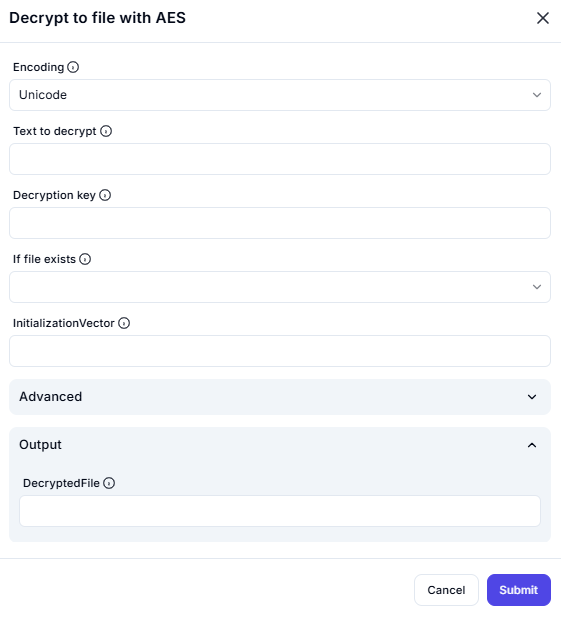 Decrypt to file with AES
Encoding
Unicode
Text to decrypt
Decryption key
If file exists
InitializationVector
Advanced
Output
DecryptedFile
Cancel
Submit